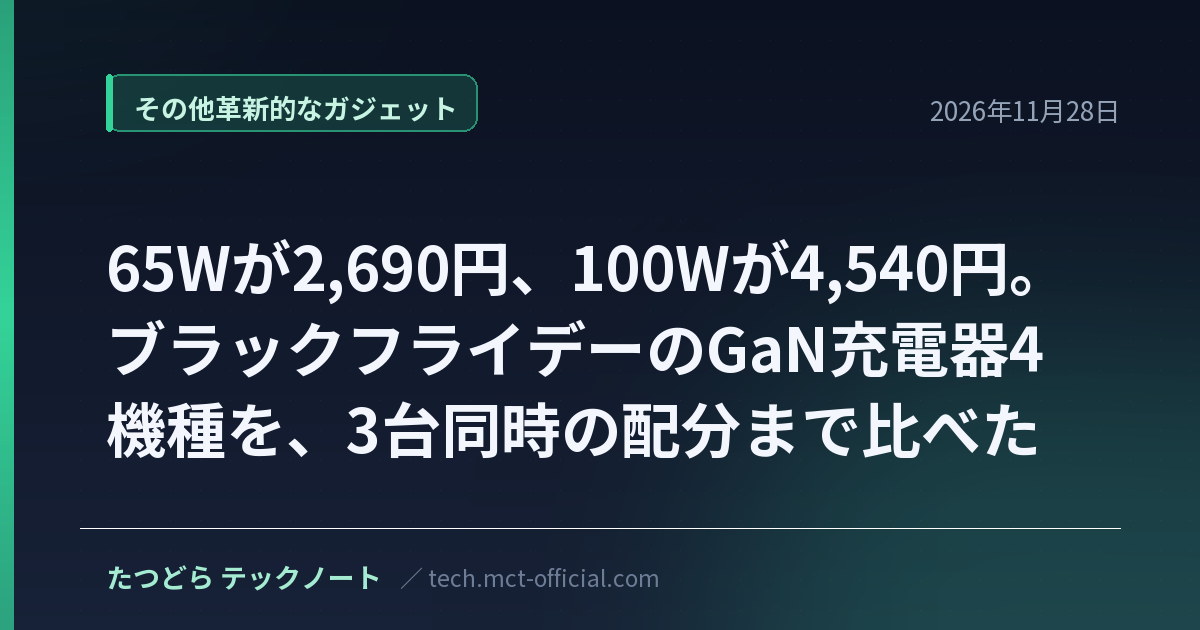 その他革新的なガジェット
2026年11月28日
65Wが2,690円、100Wが4,540円。
ブラックフライデーのGaN充電器4
機種を、3台同時の配分まで比べた
たつどら テックノート ／ tech.mct-official.com